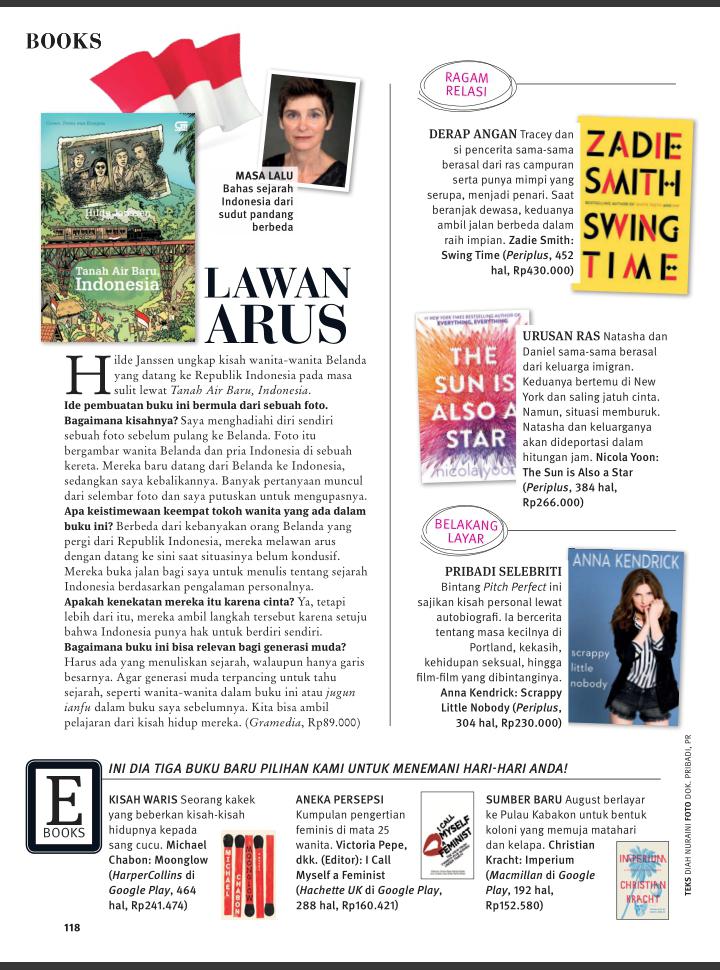 BOOKS
Hilde Janssen
Tanah Air Baru,
Indonesia
MASA LALU
Bahas sejarah
Indonesia dari
sudut pandang
berbeda
LAWAN
ARUS
Hilde Janssen ungkap kisah wanita-wanita Belanda
yang datang ke Republik Indonesia pada masa
sulit lewat Tanah Air Baru, Indonesia.
Ide pembuatan buku ini bermula dari sebuah foto.
Bagaimana kisahnya? Saya menghadiahi diri sendiri
sebuah foto sebelum pulang ke Belanda. Foto itu
bergambar wanita Belanda dan pria Indonesia di sebuah
kereta. Mereka baru datang dari Belanda ke Indonesia,
sedangkan saya kebalikannya. Banyak pertanyaan muncul
dari selembar foto dan saya putuskan untuk mengupasnya.
Apa keistimewaan keempat tokoh wanita yang ada dalam
buku ini? Berbeda dari kebanyakan orang Belanda yang
pergi dari Republik Indonesia, mereka melawan arus
dengan datang ke sini saat situasinya belum kondusif.
Mereka buka jalan bagi saya untuk menulis tentang sejarah
Indonesia berdasarkan pengalaman personalnya.
Apakah kenekatan mereka itu karena cinta? Ya, tetapi
lebih dari itu, mereka ambil langkah tersebut karena setuju
bahwa Indonesia punya hak untuk berdiri sendiri.
Bagaimana buku ini bisa relevan bagi generasi muda?
Harus ada yang menuliskan sejarah, walaupun hanya garis
besarnya. Agar generasi muda terpancing untuk tahu
sejarah, seperti wanita-wanita dalam buku ini atau jugun
ianfu dalam buku saya sebelumnya. Kita bisa ambil
pelajaran dari kisah hidup mereka. (Gramedia, Rp89.000)
RAGAM
RELASI
DERAP ANGAN Tracey dan
si pencerita sama-sama
berasal dari ras campuran
serta punya mimpi yang
serupa, menjadi penari. Saat
beranjak dewasa, keduanya
ambil jalan berbeda dalam
raih impian. Zadie Smith:
Swing Time (Periplus, 452
hal, Rp430.000)
ZADIE
SMITH
SWING
TIME
#1 NEW YORK TIMES BESTSELLING AUTHOR OF
EVERYTHING, EVERYTHING
THE
SUN IS
ALSO A
STAR
nicola yoon
URUSAN RAS Natasha dan
Daniel sama-sama berasal
dari keluarga imigran.
Keduanya bertemu di New
York dan saling jatuh cinta.
Namun, situasi memburuk.
Natasha dan keluarganya
akan dideportasi dalam
hitungan jam. Nicola Yoon:
The Sun is Also a Star
(Periplus, 384 hal,
Rp266.000)
BELAKANG
LAYAR
PRIBADI SELEBRITI
Bintang Pitch Perfect ini
sajikan kisah personal lewat
autobiografi. Ia bercerita
tentang masa kecilnya di
Portland, kekasih,
kehidupan seksual, hingga
film-film yang dibintanginya.
Anna Kendrick: Scrappy
Little Nobody (Periplus,
304 hal, Rp230.000)
ANNA KENDRICK
scrappy
little
nobody
E
BOOKS
INI DIA TIGA BUKU BARU PILIHAN KAMI UNTUK MENEMANI HARI-HARI ANDA!
KISAH WARIS Seorang kakek
yang beberkan kisah-kisah
hidupnya kepada
sang cucu. Michael
Chabon: Moonglow
(HarperCollins di
Google Play, 464
hal, Rp241.474)
MICHAEL
CHABON
MOONGLOW
ANEKA PERSEPSI
Kumpulan pengertian
feminis di mata 25
wanita. Victoria Pepe,
dkk. (Editor): I Call
Myself a Feminist
(Hachette UK di Google Play,
288 hal, Rp160.421)
I CALL
MYSELF A
FEMINIST
SUMBER BARU August berlayar
ke Pulau Kabakon untuk bentuk
koloni yang memuja matahari
dan kelapa. Christian
Kracht: Imperium
(Macmillan di Google
Play, 192 hal,
Rp152.580)
IMPERIUM
CHRISTIAN
KRACHT
TEKS DIAH NURAINI FOTO DOK. PRIBADI, PR
118